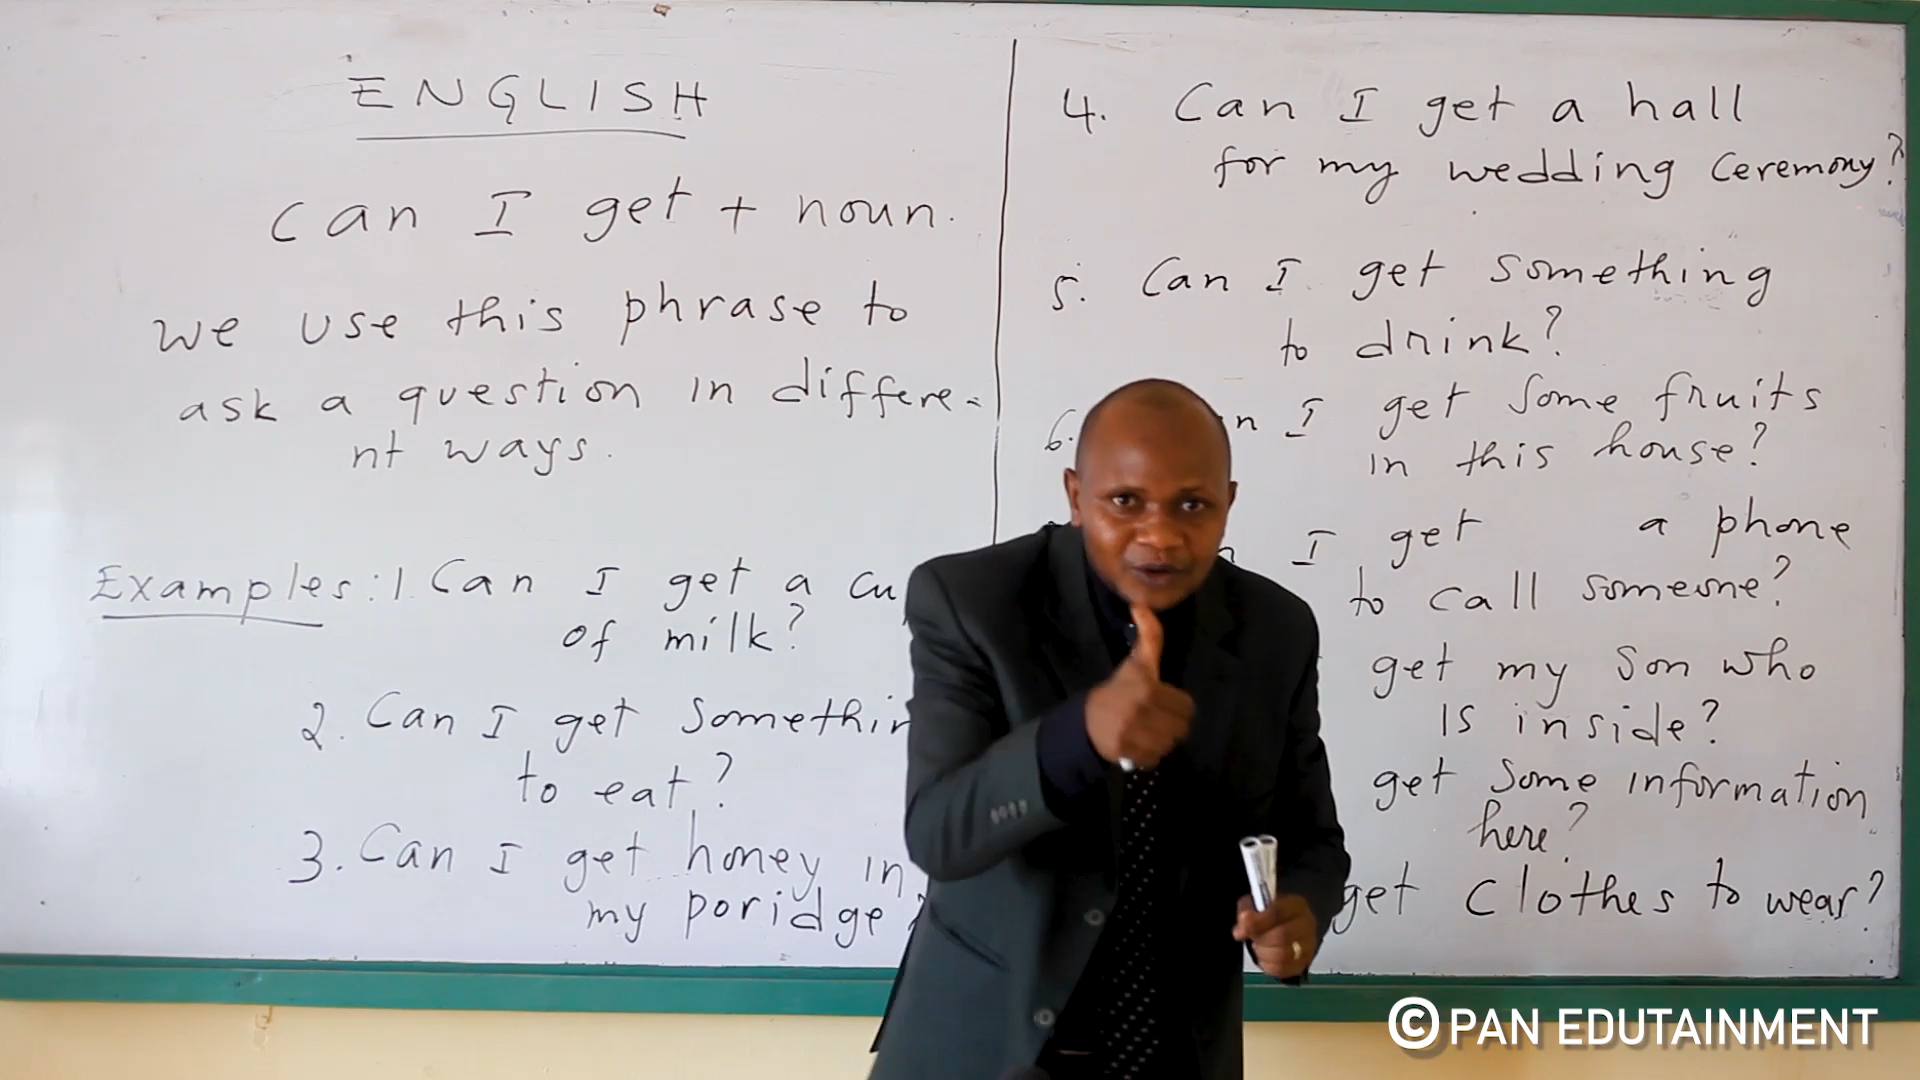 ENGLISH
Can I get + noun.
We use this phrase to
ask a question in differe-
nt ways.
Examples: 1. Can I get a cu
of milk?
2. Can I get somethin
to eat?
3. Can I get honey in
my poridge?
4. Can I get a hall
for my wedding ceremony?
5. Can I get something
to drink?
6. n I get some fruits
in this house?
n I get a phone
to call someone?
get my son who
is inside?
get some information
here?
get clothes to wear?
© PAN EDUTAINMENT